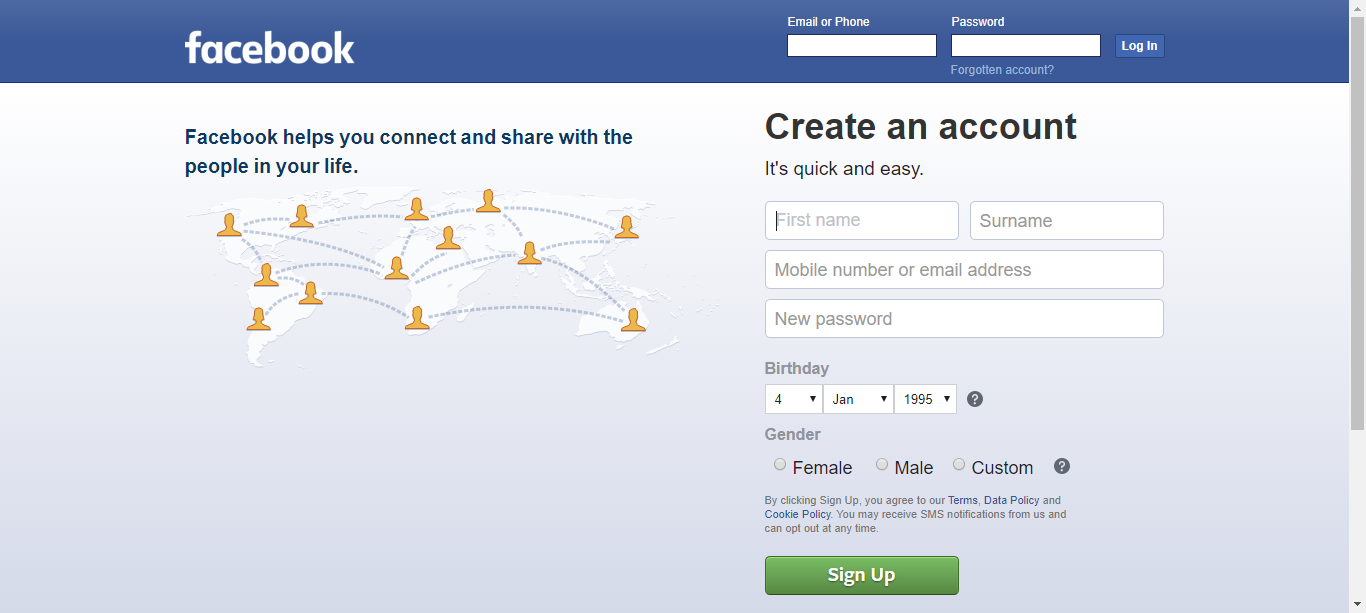 facebook
Email or Phone
Password
Log In
Forgotten account?
Facebook helps you connect and share with the
people in your life.
Create an account
It's quick and easy.
First name
Surname
Mobile number or email address
New password
Birthday
4
Jan
1995
?
Gender
Female
Male
Custom
?
By clicking Sign Up, you agree to our Terms, Data Policy and
Cookie Policy. You may receive SMS notifications from us and
can opt out at any time.
Sign Up